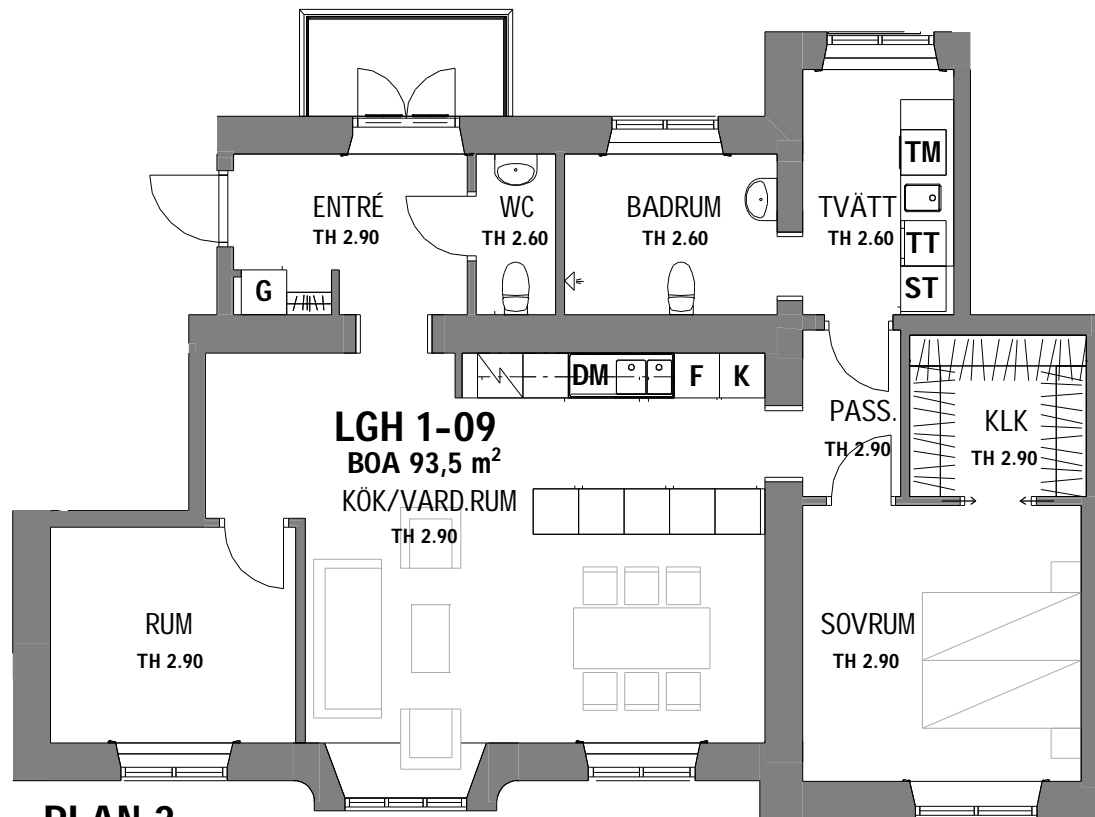 ENTRÉ
TH 2.90
WC
TH 2.60
BADRUM
TH 2.60
TVÄTT
TH 2.60
TM
TT
ST
G
DM
F
K
LGH 1-09
BOA 93,5 m²
KÖK/VARD.RUM
TH 2.90
PASS.
TH 2.90
KLK
TH 2.90
RUM
TH 2.90
SOVRUM
TH 2.90
PLAN 2